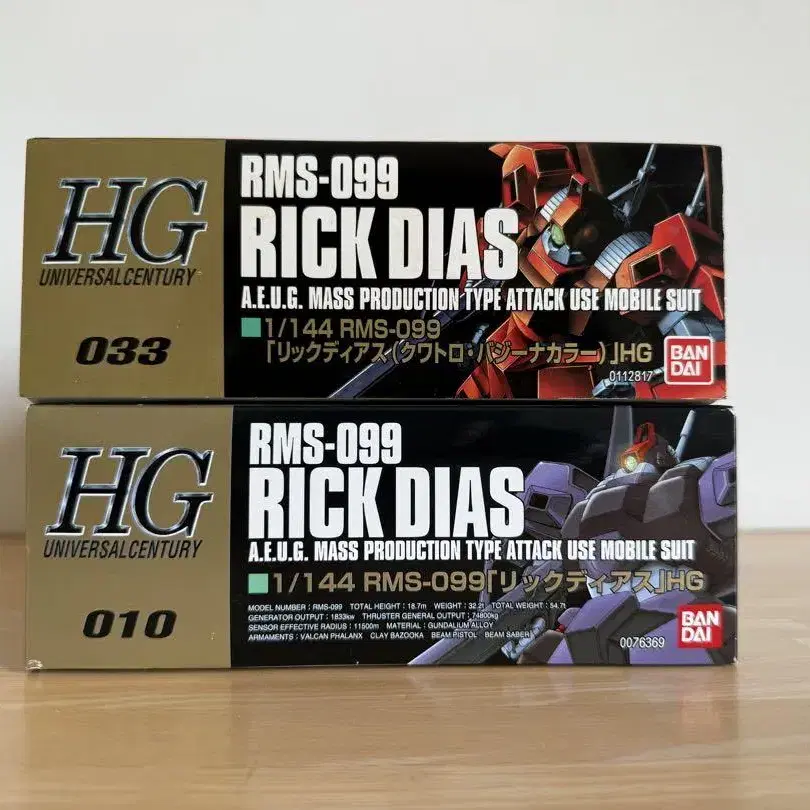 HG
UNIVERSALCENTURY
033
RMS-099
RICK DIAS
A.E.U.G. MASS PRODUCTION TYPE ATTACK USE MOBILE SUIT
1/144 RMS-099
「リックディアス(クワトロ・バジーナカラー)」HG
0112817
BAN
DAI
HG
UNIVERSALCENTURY
010
RMS-099
RICK DIAS
A.E.U.G. MASS PRODUCTION TYPE ATTACK USE MOBILE SUIT
1/144 RMS-099「リックディアス」HG
MODEL NUMBER : RMS-099 TOTAL HEIGHT : 18.7m WEIGHT : 32.2t TOTAL WEIGHT : 54.7t
GENERATOR OUTPUT : 1833kw THRUSTER GENERAL OUTPUT : 74800kg
SENSOR EFFECTIVE RADIUS : 11500m MATERIAL : GUNDALIUM ALLOY
ARMAMENTS : VALCAN PHALANX CLAY BAZOOKA BEAM PISTOL BEAM SABER
0076369
BAN
DAI